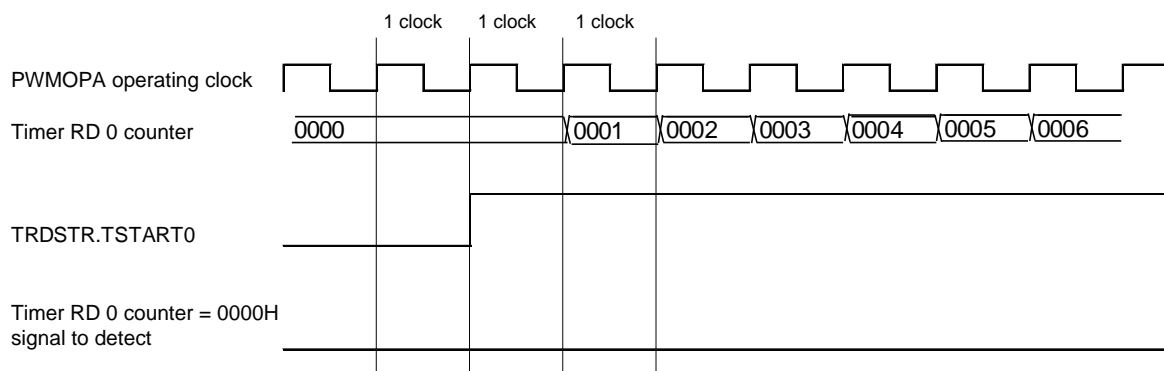 1 clock 1 clock 1 clock
PWMOPA operating clock
Timer RD 0 counter 0000 0001 0002 0003 0004 0005 0006
TRDSTR.TSTART0
Timer RD 0 counter = 0000H
signal to detect